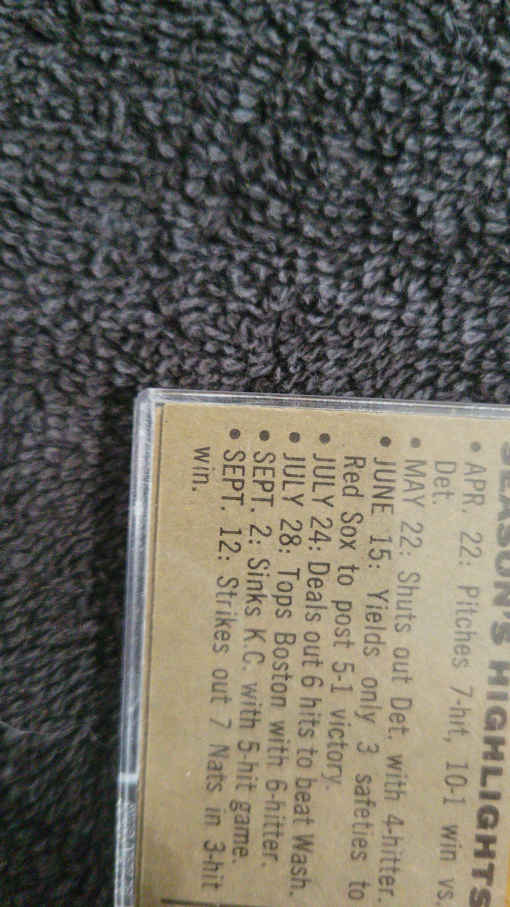 SEASON'S HIGHLIGHTS
• APR. 22: Pitches 7-hit, 10-1 win vs.
Det.
• MAY 22: Shuts out Det. with 4-hitter.
• JUNE 15: Yields only 3 safeties to
Red Sox to post 5-1 victory.
• JULY 24: Deals out 6 hits to beat Wash.
• JULY 28: Tops Boston with 6-hitter.
• SEPT. 2: Sinks K.C. with 5-hit game.
• SEPT. 12: Strikes out 7 Nats in 3-hit
win.